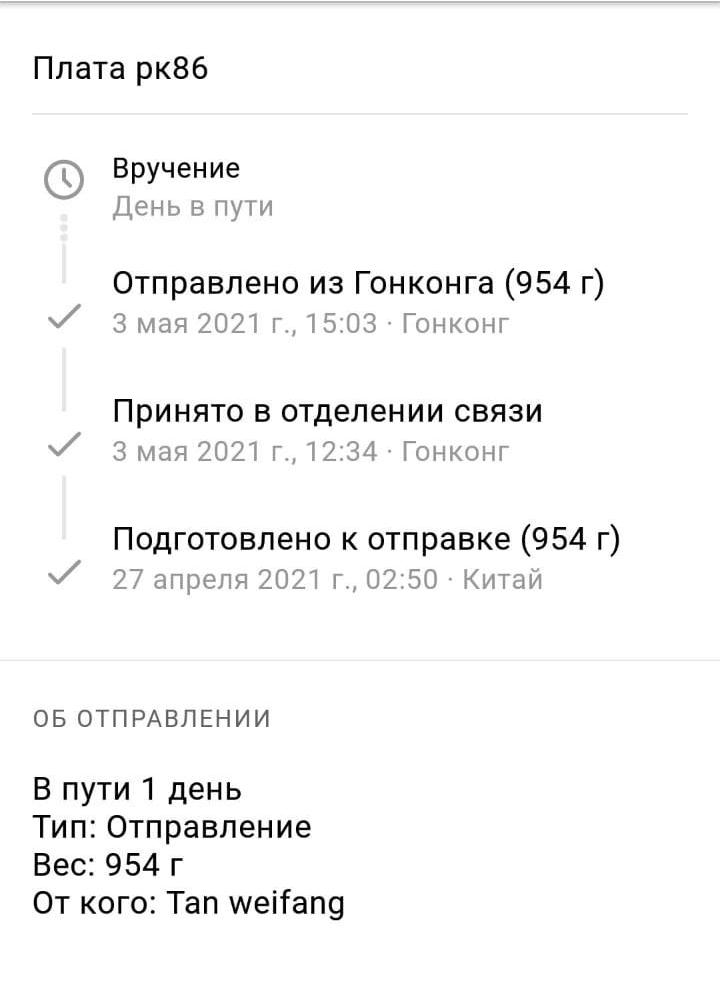 Плата рк86
Вручение
День в пути
Отправлено из Гонконга (954 г)
3 мая 2021 г., 15:03 · Гонконг
Принято в отделении связи
3 мая 2021 г., 12:34 · Гонконг
Подготовлено к отправке (954 г)
27 апреля 2021 г., 02:50 · Китай
ОБ ОТПРАВЛЕНИИ
В пути 1 день
Тип: Отправление
Вес: 954 г
От кого: Tan weifang